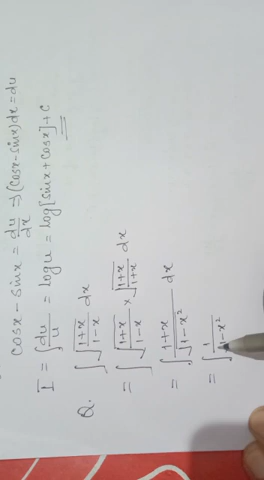 cosx - sinx = du/dx ⇒ (cosx - sinx)dx = du
I = ∫ du/u = log u = log[sinx + cosx] + c
Q. ∫ √(1+x)/√(1-x) dx
= ∫ √(1+x)/√(1-x) × √(1+x)/√(1+x) dx
= ∫ (1+x)/√(1-x²) dx
= ∫ 1/√(1-x²)